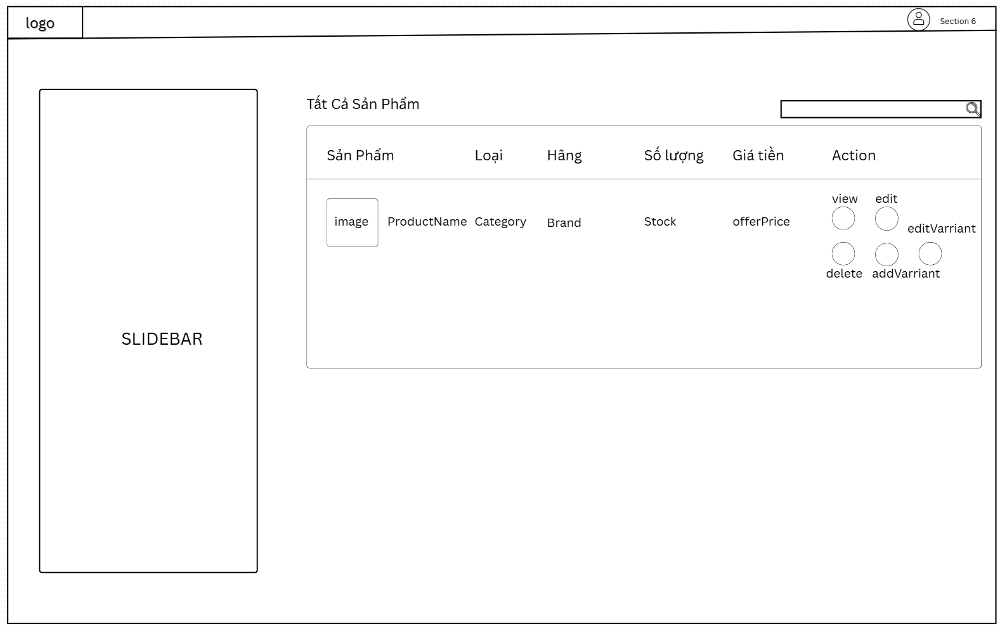 logo
Section 6
Tất Cả Sản Phẩm
Sản Phẩm Loại Hãng Số lượng Giá tiền Action
view edit
image ProductName Category Brand Stock offerPrice
editVarriant
delete addVarriant
SLIDEBAR